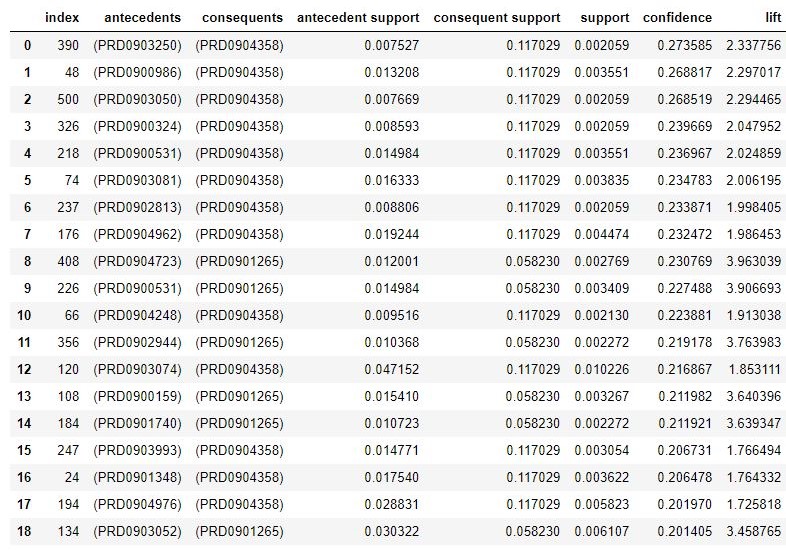 index antecedents consequents antecedent support consequent support support confidence lift
0 390 (PRD0903250) (PRD0904358) 0.007527 0.117029 0.002059 0.273585 2.337756
1 48 (PRD0900986) (PRD0904358) 0.013208 0.117029 0.003551 0.268817 2.297017
2 500 (PRD0903050) (PRD0904358) 0.007669 0.117029 0.002059 0.268519 2.294465
3 326 (PRD0900324) (PRD0904358) 0.008593 0.117029 0.002059 0.239669 2.047952
4 218 (PRD0900531) (PRD0904358) 0.014984 0.117029 0.003551 0.236967 2.024859
5 74 (PRD0903081) (PRD0904358) 0.016333 0.117029 0.003835 0.234783 2.006195
6 237 (PRD0902813) (PRD0904358) 0.008806 0.117029 0.002059 0.233871 1.998405
7 176 (PRD0904962) (PRD0904358) 0.019244 0.117029 0.004474 0.232472 1.986453
8 408 (PRD0904723) (PRD0901265) 0.012001 0.058230 0.002769 0.230769 3.963039
9 226 (PRD0900531) (PRD0901265) 0.014984 0.058230 0.003409 0.227488 3.906693
10 66 (PRD0904248) (PRD0904358) 0.009516 0.117029 0.002130 0.223881 1.913038
11 356 (PRD0902944) (PRD0901265) 0.010368 0.058230 0.002272 0.219178 3.763983
12 120 (PRD0903074) (PRD0904358) 0.047152 0.117029 0.010226 0.216867 1.853111
13 108 (PRD0900159) (PRD0901265) 0.015410 0.058230 0.003267 0.211982 3.640396
14 184 (PRD0901740) (PRD0901265) 0.010723 0.058230 0.002272 0.211921 3.639347
15 247 (PRD0903993) (PRD0904358) 0.014771 0.117029 0.003054 0.206731 1.766494
16 24 (PRD0901348) (PRD0904358) 0.017540 0.117029 0.003622 0.206478 1.764332
17 194 (PRD0904976) (PRD0904358) 0.028831 0.117029 0.005823 0.201970 1.725818
18 134 (PRD0903052) (PRD0901265) 0.030322 0.058230 0.006107 0.201405 3.458765